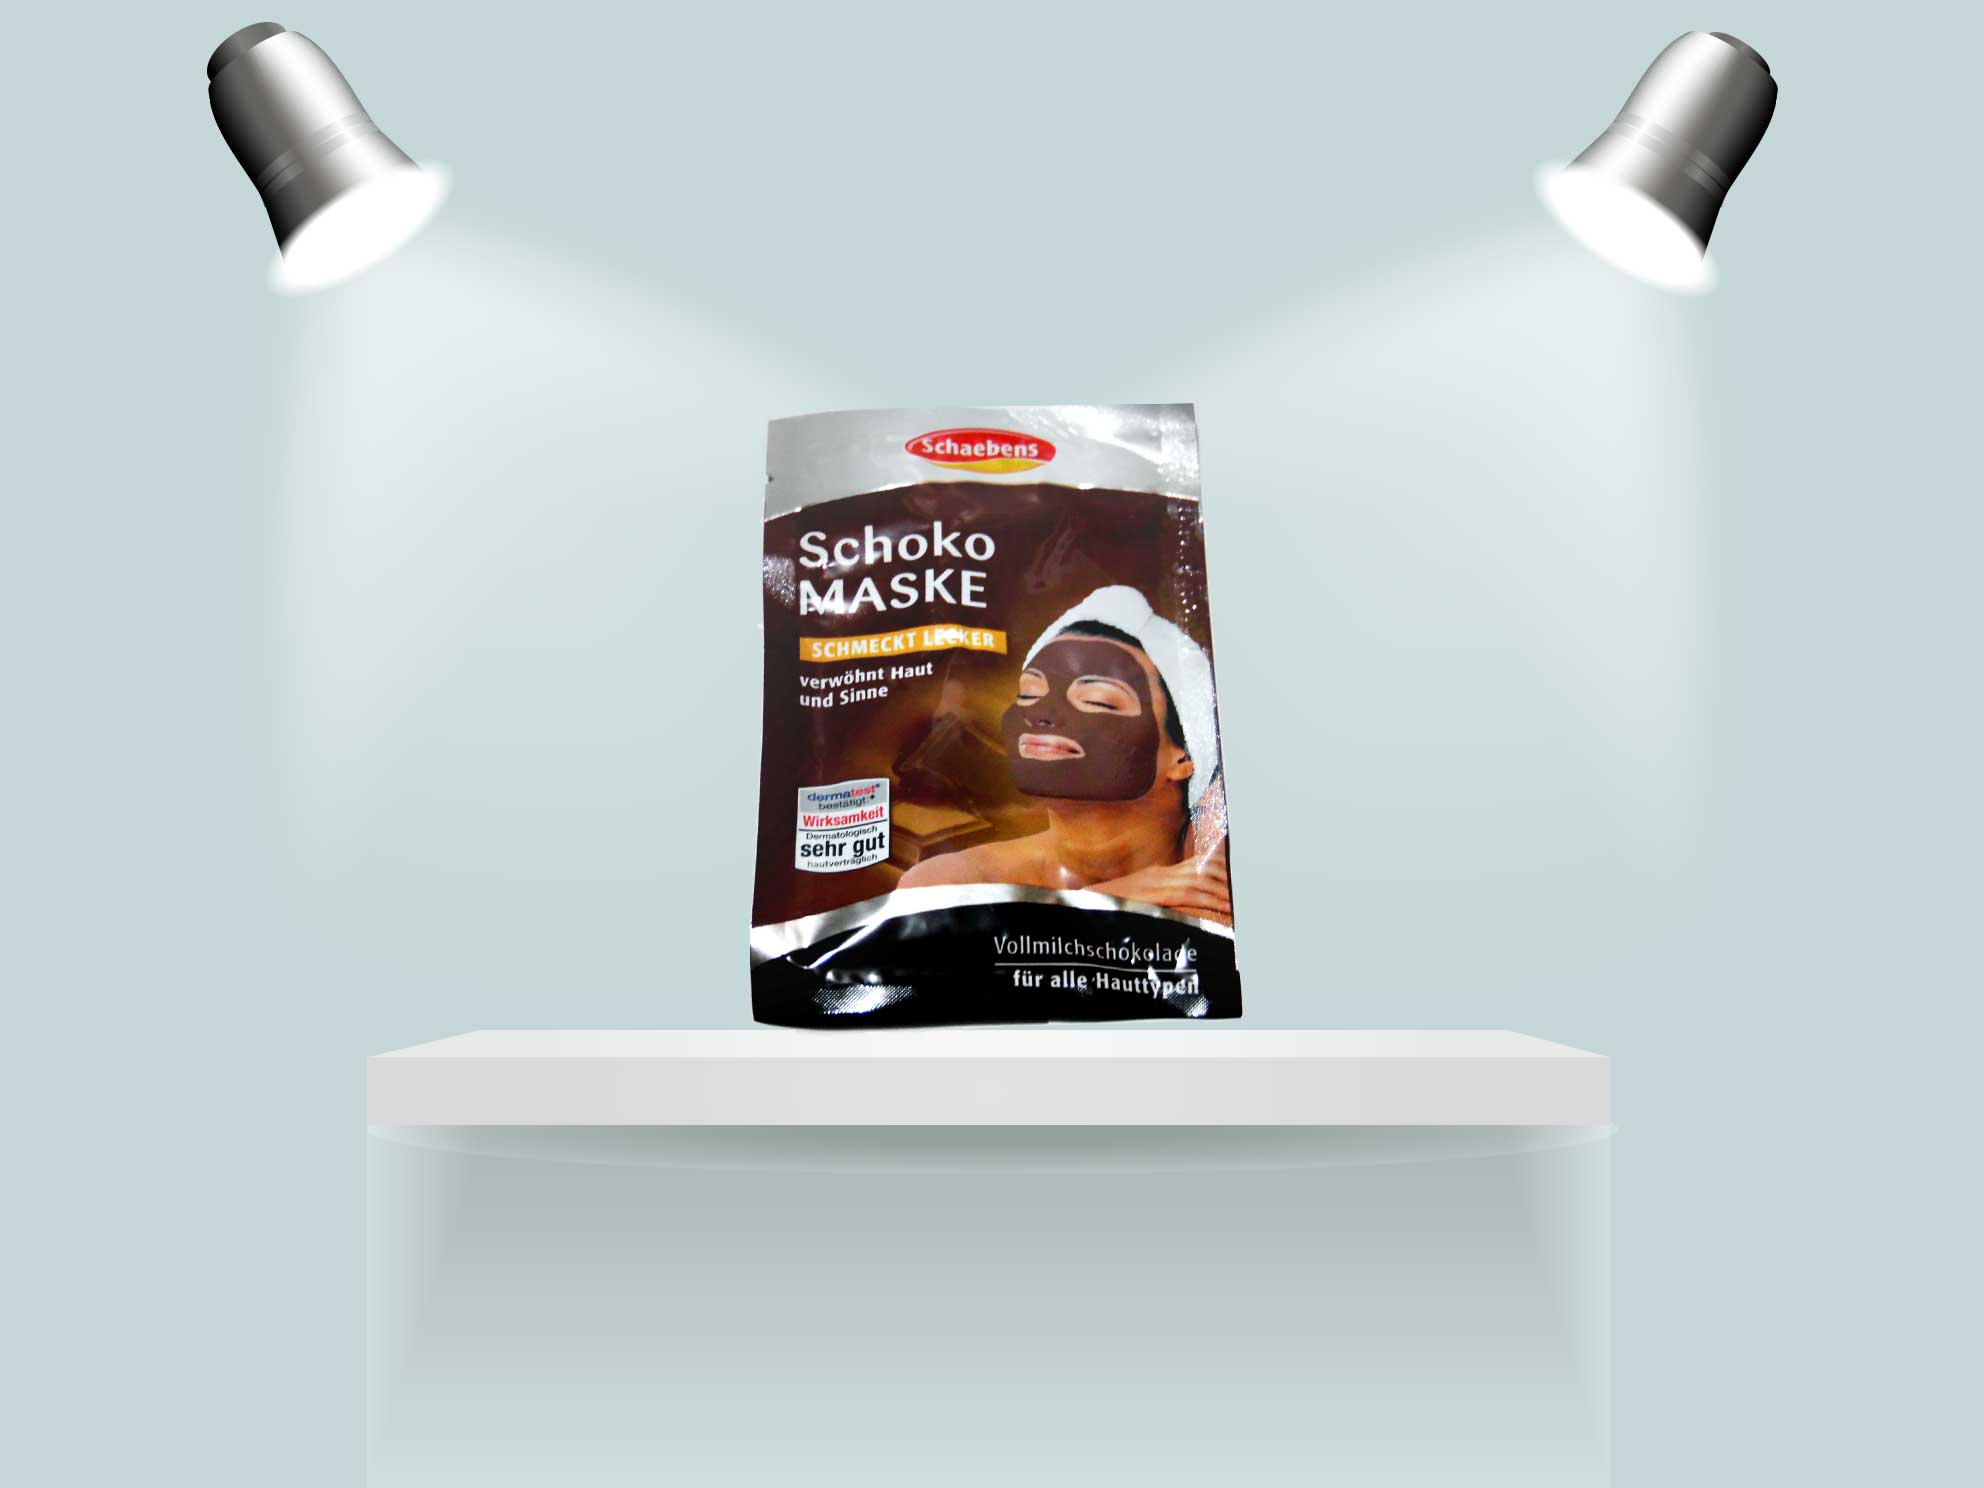 Schaebens
Schoko
MASKE
SCHMECKT LECKER
verwöhnt Haut
und Sinne
dermatest®
bestätigt:
Wirksamkeit
Dermatologisch
sehr gut
hautverträglich
Vollmilchschokolade
für alle Hauttypen